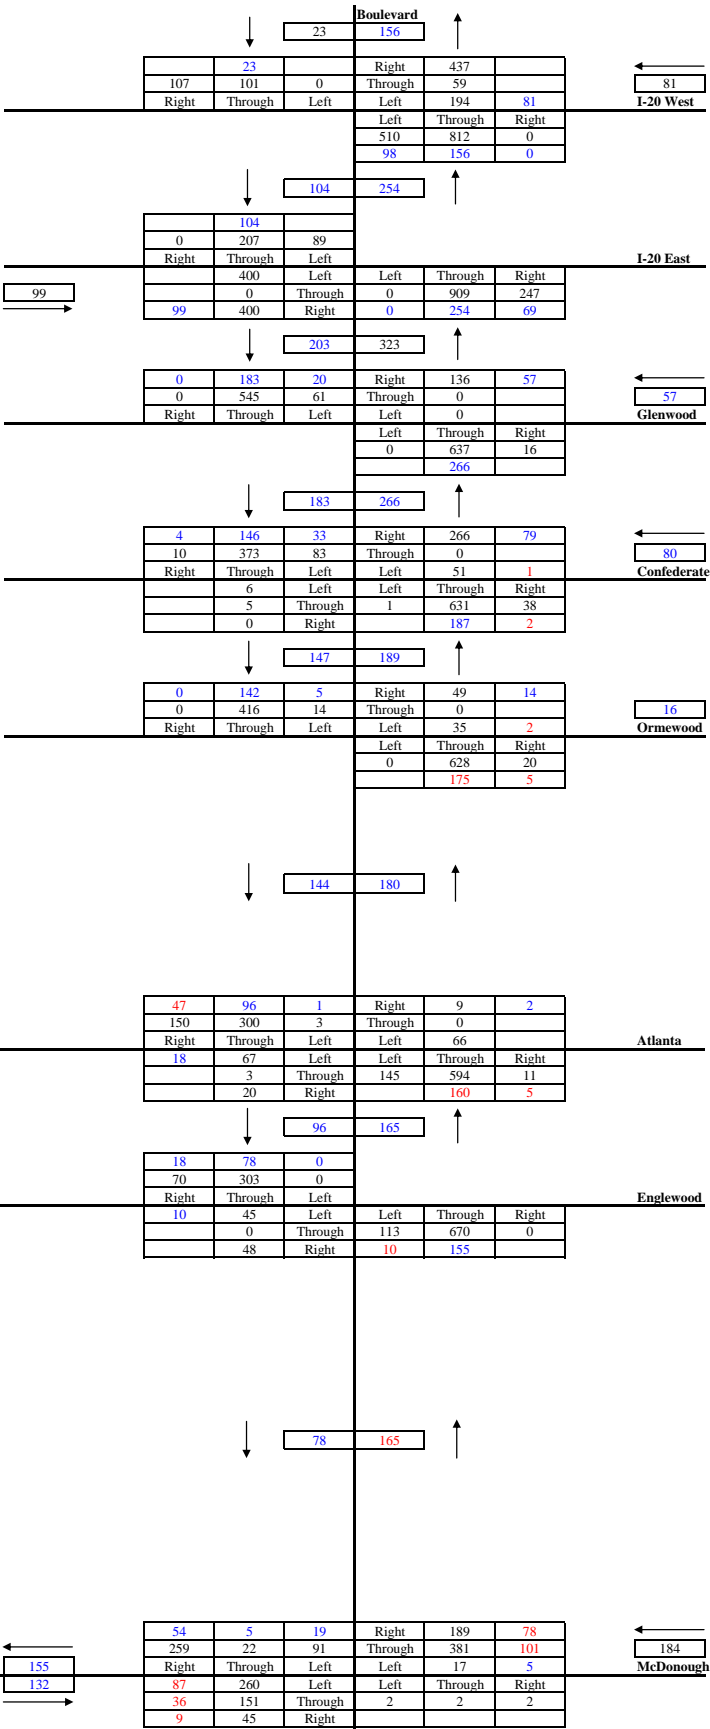 Boulevard
23 156
23 Right 437
107 101 0 Through 59 81
Right Through Left Left 194 81 I-20 West
Left Through Right
510 812 0
98 156 0
104 254
104
0 207 89
Right Through Left I-20 East
400 Left Left Through Right
99 0 Through 0 909 247
99 400 Right 0 254 69
203 323
0 183 20 Right 136 57
0 545 61 Through 0 57
Right Through Left Left 0 Glenwood
Left Through Right
0 637 16
266
183 266
4 146 33 Right 266 79
10 373 83 Through 0 80
Right Through Left Left 51 1 Confederate
6 Left Left Through Right
5 Through 1 631 38
0 Right 187 2
147 189
0 142 5 Right 49 14
0 416 14 Through 0 16
Right Through Left Left 35 2 Ormewood
Left Through Right
0 628 20
175 5
144 180
47 96 1 Right 9 2
150 300 3 Through 0
Right Through Left Left 66 Atlanta
18 67 Left Left Through Right
3 Through 145 594 11
20 Right 160 5
96 165
18 78 0
70 303 0
Right Through Left Englewood
10 45 Left Left Through Right
0 Through 113 670 0
48 Right 10 155
78 165
54 5 19 Right 189 78
259 22 91 Through 381 101 184
155 Right Through Left Left 17 5 McDonough
132 87 260 Left Left Through Right
36 151 Through 2 2 2
9 45 Right